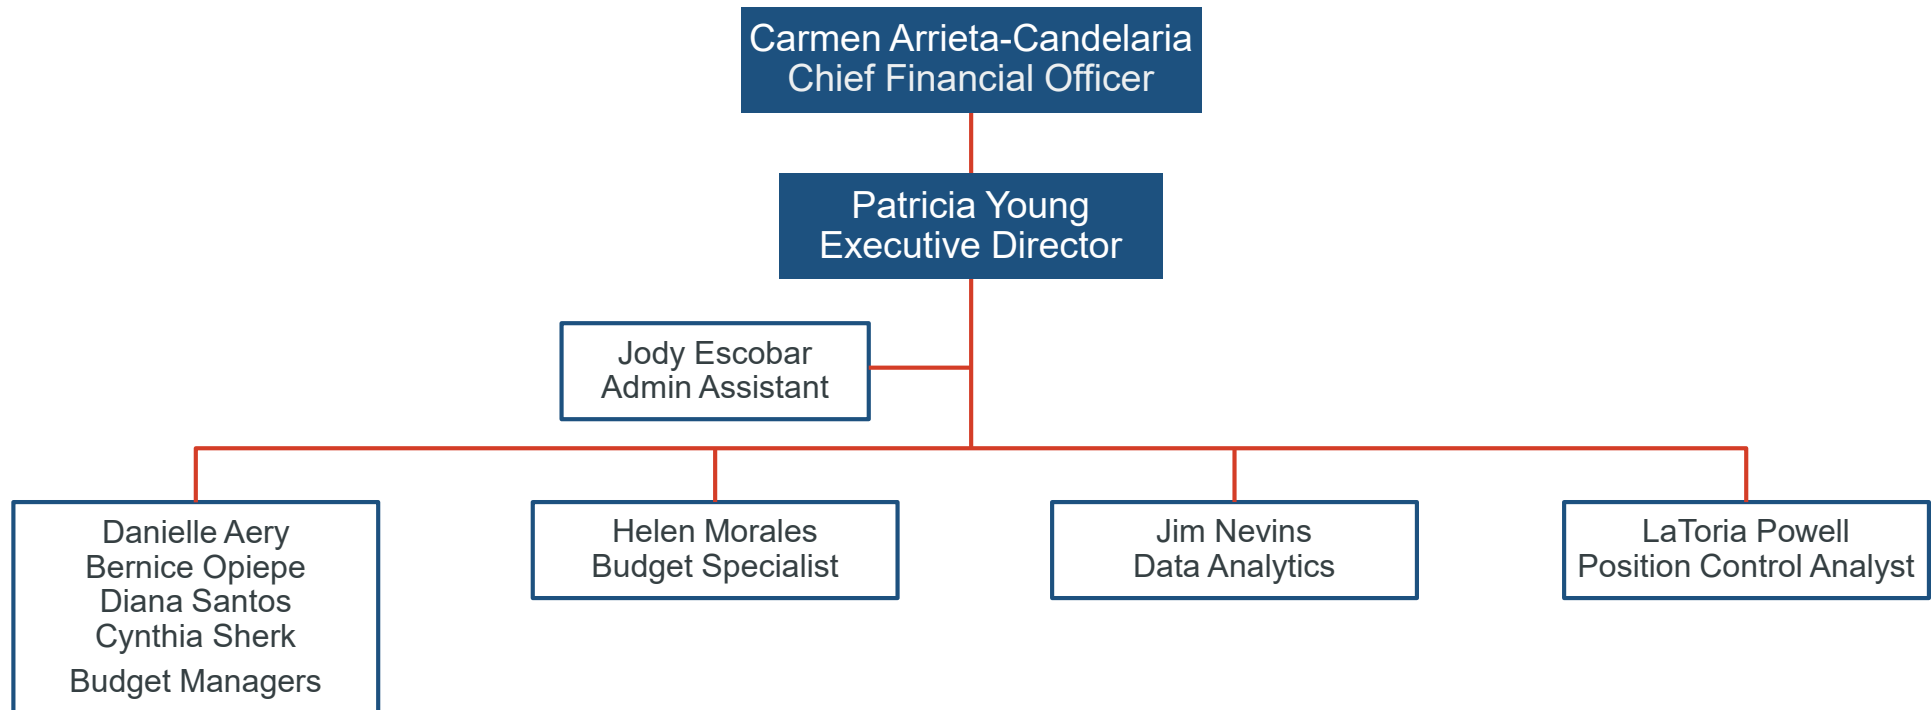 Carmen Arrieta-Candelaria
Chief Financial Officer
Patricia Young
Executive Director
Jody Escobar
Admin Assistant
Danielle Aery
Bernice Opiepe
Diana Santos
Cynthia Sherk
Budget Managers
Helen Morales
Budget Specialist
Jim Nevins
Data Analytics
LaToria Powell
Position Control Analyst